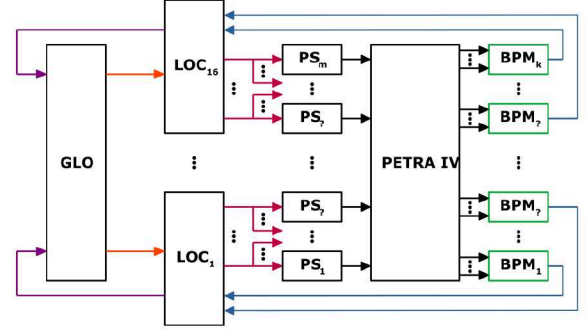 LOC16
PSm
BPMk
PS?
BPM?
GLO
PETRA IV
PS?
BPM?
LOC1
PS1
BPM1